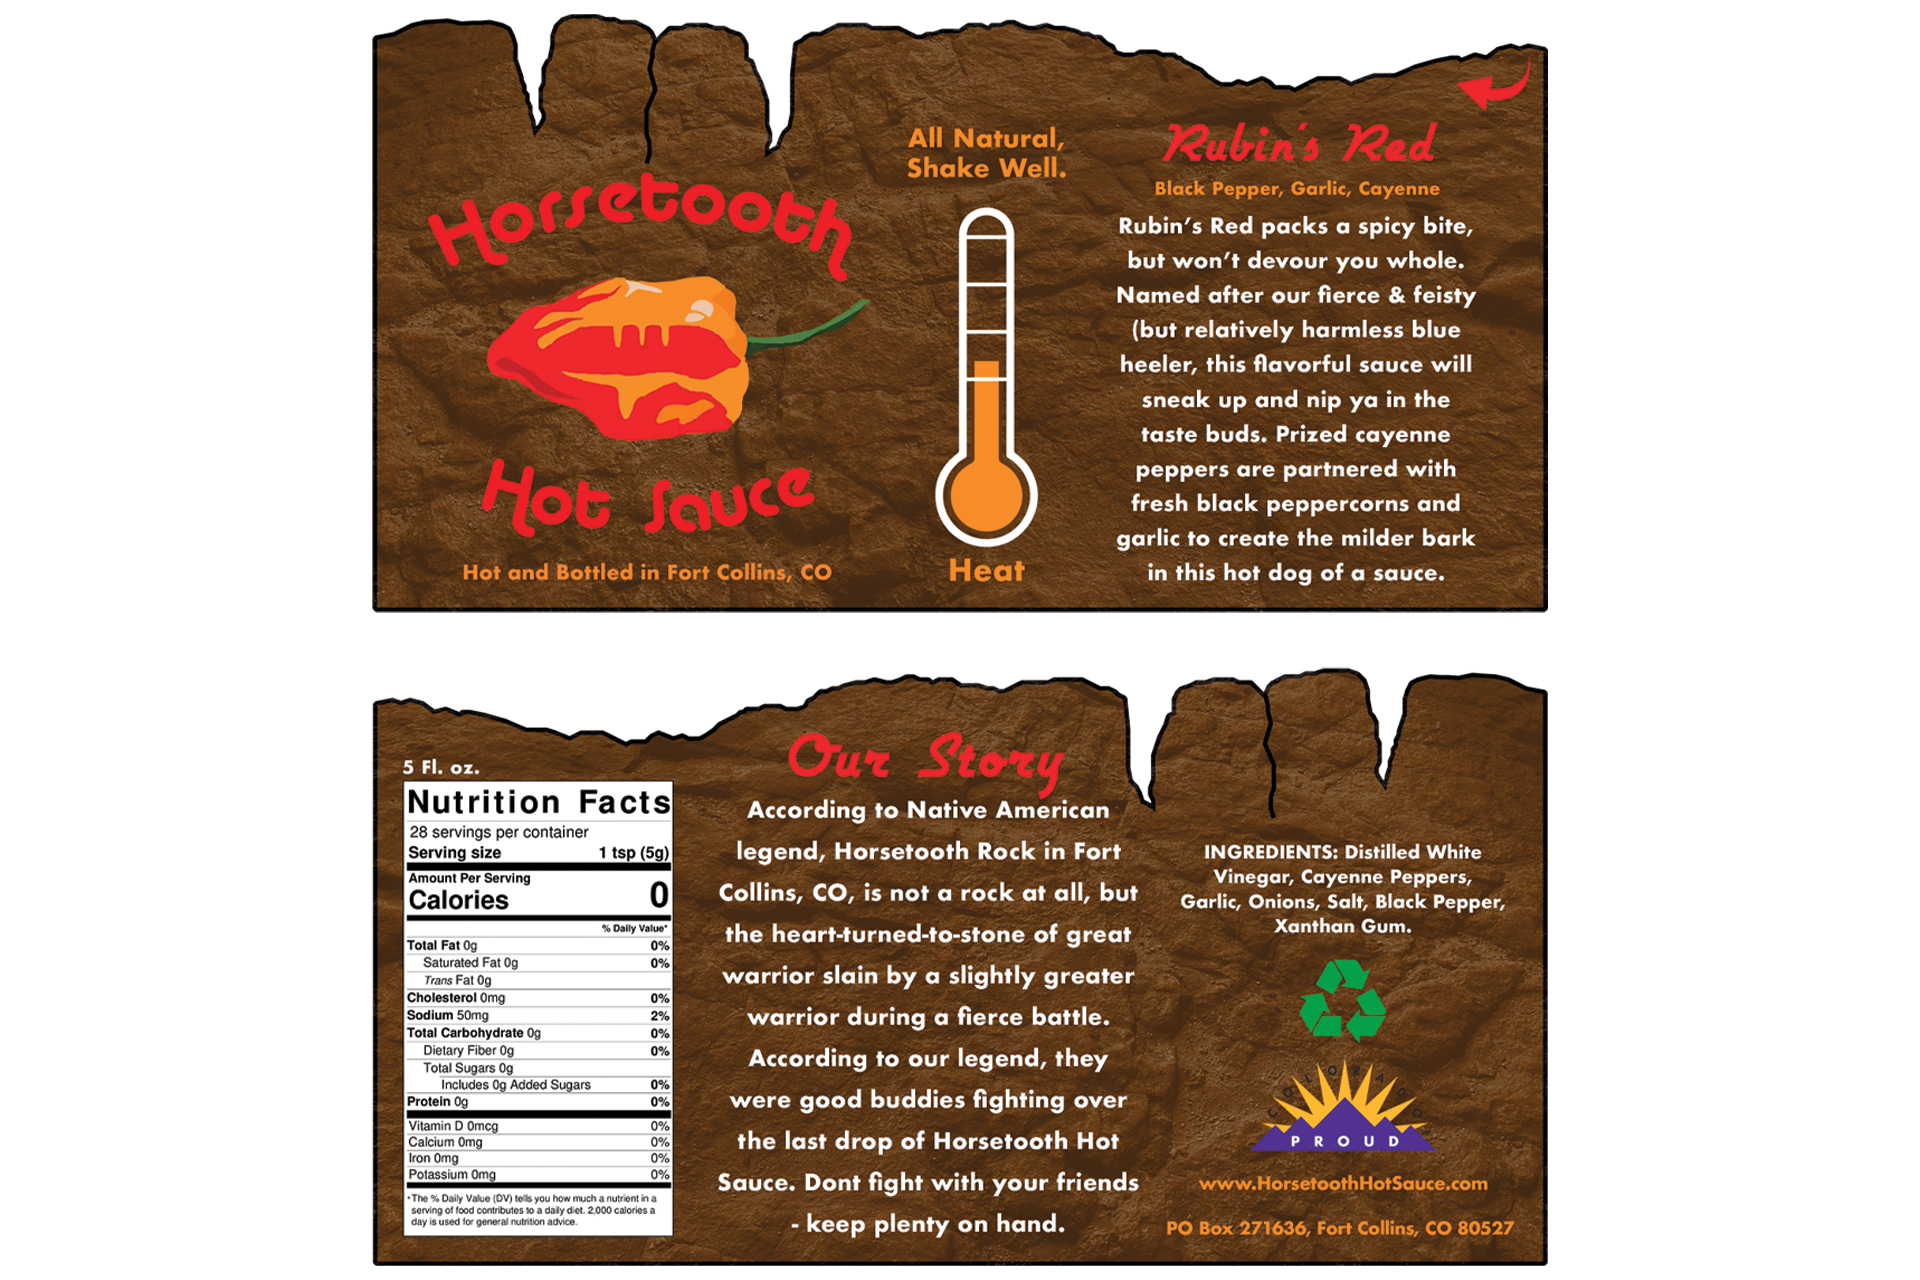 Horsetooth
Hot Sauce
Hot and Bottled in Fort Collins, CO
All Natural,
Shake Well.
Heat
Rubin's Red
Black Pepper, Garlic, Cayenne
Rubin's Red packs a spicy bite,
but won't devour you whole.
Named after our fierce & feisty
(but relatively harmless blue
heeler, this flavorful sauce will
sneak up and nip ya in the
taste buds. Prized cayenne
peppers are partnered with
fresh black peppercorns and
garlic to create the milder bark
in this hot dog of a sauce.
5 Fl. oz.
Nutrition Facts
28 servings per container
Serving size 1 tsp (5g)
Amount Per Serving
Calories 0
% Daily Value*
Total Fat 0g 0%
Saturated Fat 0g 0%
Trans Fat 0g
Cholesterol 0mg 0%
Sodium 50mg 2%
Total Carbohydrate 0g 0%
Dietary Fiber 0g 0%
Total Sugars 0g
Includes 0g Added Sugars 0%
Protein 0g 0%
Vitamin D 0mcg 0%
Calcium 0mg 0%
Iron 0mg 0%
Potassium 0mg 0%
*The % Daily Value (DV) tells you how much a nutrient in a
serving of food contributes to a daily diet. 2,000 calories a
day is used for general nutrition advice.
Our Story
According to Native American
legend, Horsetooth Rock in Fort
Collins, CO, is not a rock at all, but
the heart-turned-to-stone of great
warrior slain by a slightly greater
warrior during a fierce battle.
According to our legend, they
were good buddies fighting over
the last drop of Horsetooth Hot
Sauce. Dont fight with your friends
- keep plenty on hand.
INGREDIENTS: Distilled White
Vinegar, Cayenne Peppers,
Garlic, Onions, Salt, Black Pepper,
Xanthan Gum.
COLORADO
PROUD
www.HorsetoothHotSauce.com
PO Box 271636, Fort Collins, CO 80527